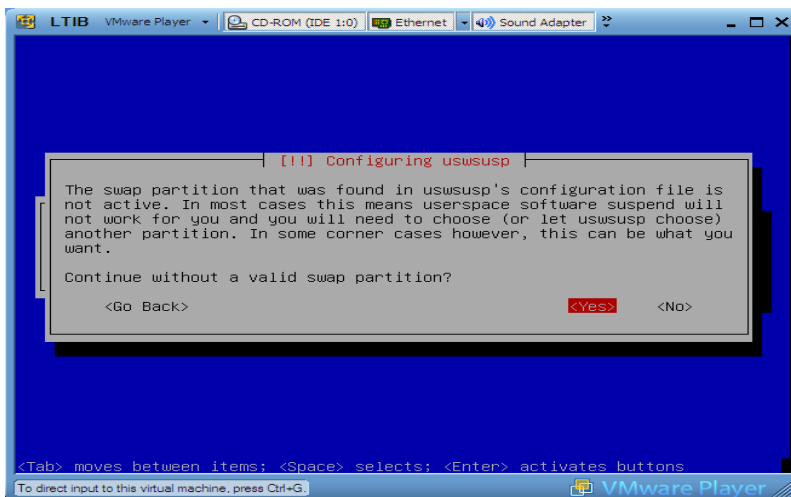 LTIB VMware Player CD-ROM (IDE 1:0) Ethernet Sound Adapter
[!!] Configuring uswsusp
The swap partition that was found in uswsusp's configuration file is
not active. In most cases this means userspace software suspend will
not work for you and you will need to choose (or let uswsusp choose)
another partition. In some corner cases however, this can be what you
want.
Continue without a valid swap partition?
<Go Back> <Yes> <No>
<Tab> moves between items; <Space> selects; <Enter> activates buttons
To direct input to this virtual machine, press Ctrl+G. VMware Player